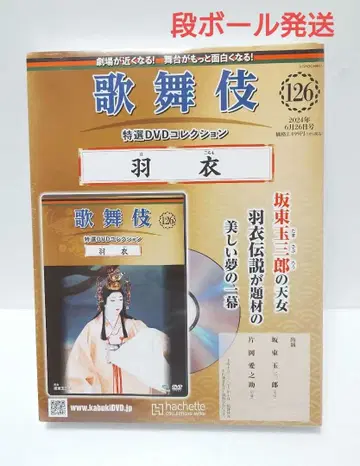 段ボール発送
劇場が近くなる! 舞台がもっと面白くなる!
歌舞伎
126
特選DVDコレクション
2024年
6月26日号
羽衣
坂東玉三郎の天女
羽衣伝説が題材の
美しい夢の一幕
歌舞伎
126
特選DVDコレクション
羽衣
DVD
坂東玉三郎
片岡愛之助
www.kabukiDVD.jp
hachette